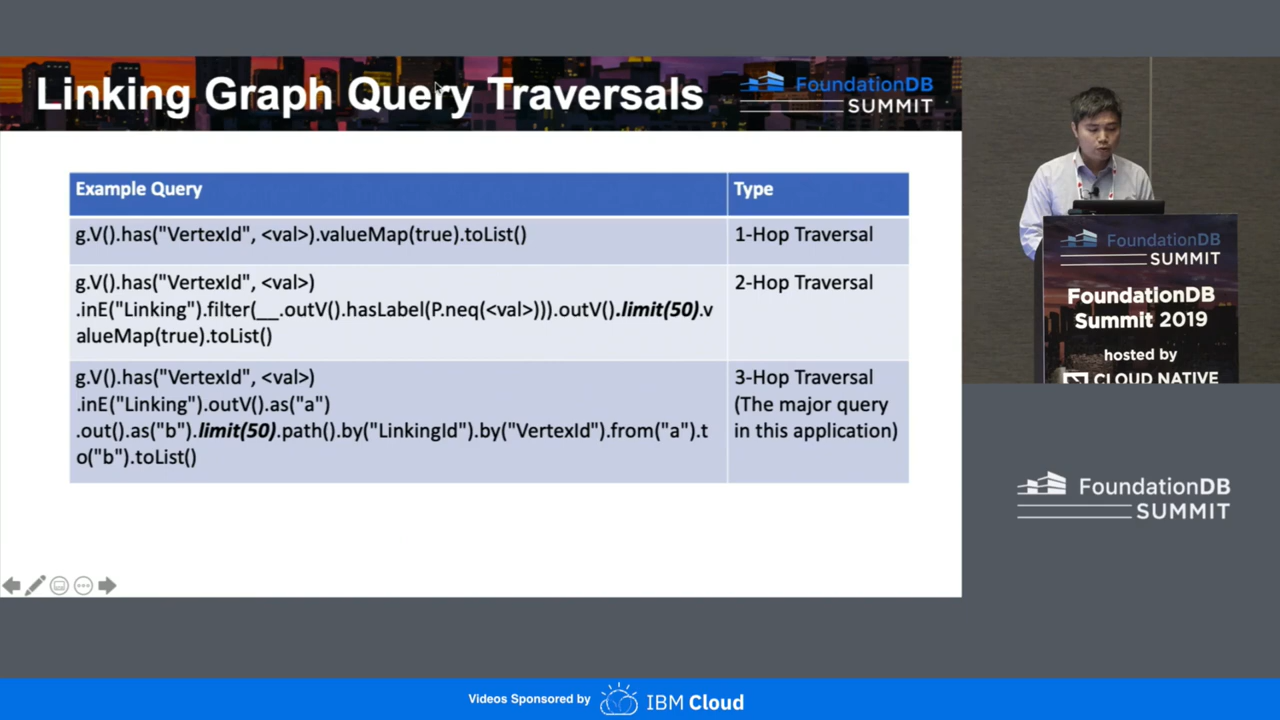 Linking Graph Query Traversals
FoundationDB
SUMMIT
Example Query
Type
g.V().has("VertexId", <val>).valueMap(true).toList()
1-Hop Traversal
g.V().has("VertexId", <val>)
.inE("Linking").filter(__.outV().hasLabel(P.neq(<val>))).outV().limit(50).v
alueMap(true).toList()
2-Hop Traversal
g.V().has("VertexId", <val>)
.inE("Linking").outV().as("a")
.out().as("b").limit(50).path().by("LinkingId").by("VertexId").from("a").t
o("b").toList()
3-Hop Traversal
(The major query
in this application)
FoundationDB
SUMMIT
FoundationDB
Summit 2019
hosted by
CLOUD NATIVE
FoundationDB
SUMMIT
Videos Sponsored by
IBM Cloud